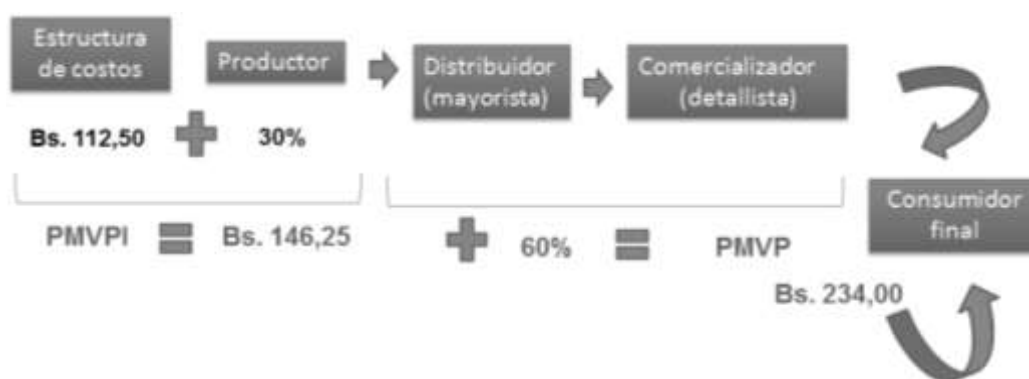 Estructura
de costos
Productor
Distribuidor
(mayorista)
Comercializador
(detallista)
Bs. 112,50
30%
Consumidor
final
PMVPI
Bs. 146,25
60%
PMVP
Bs. 234,00